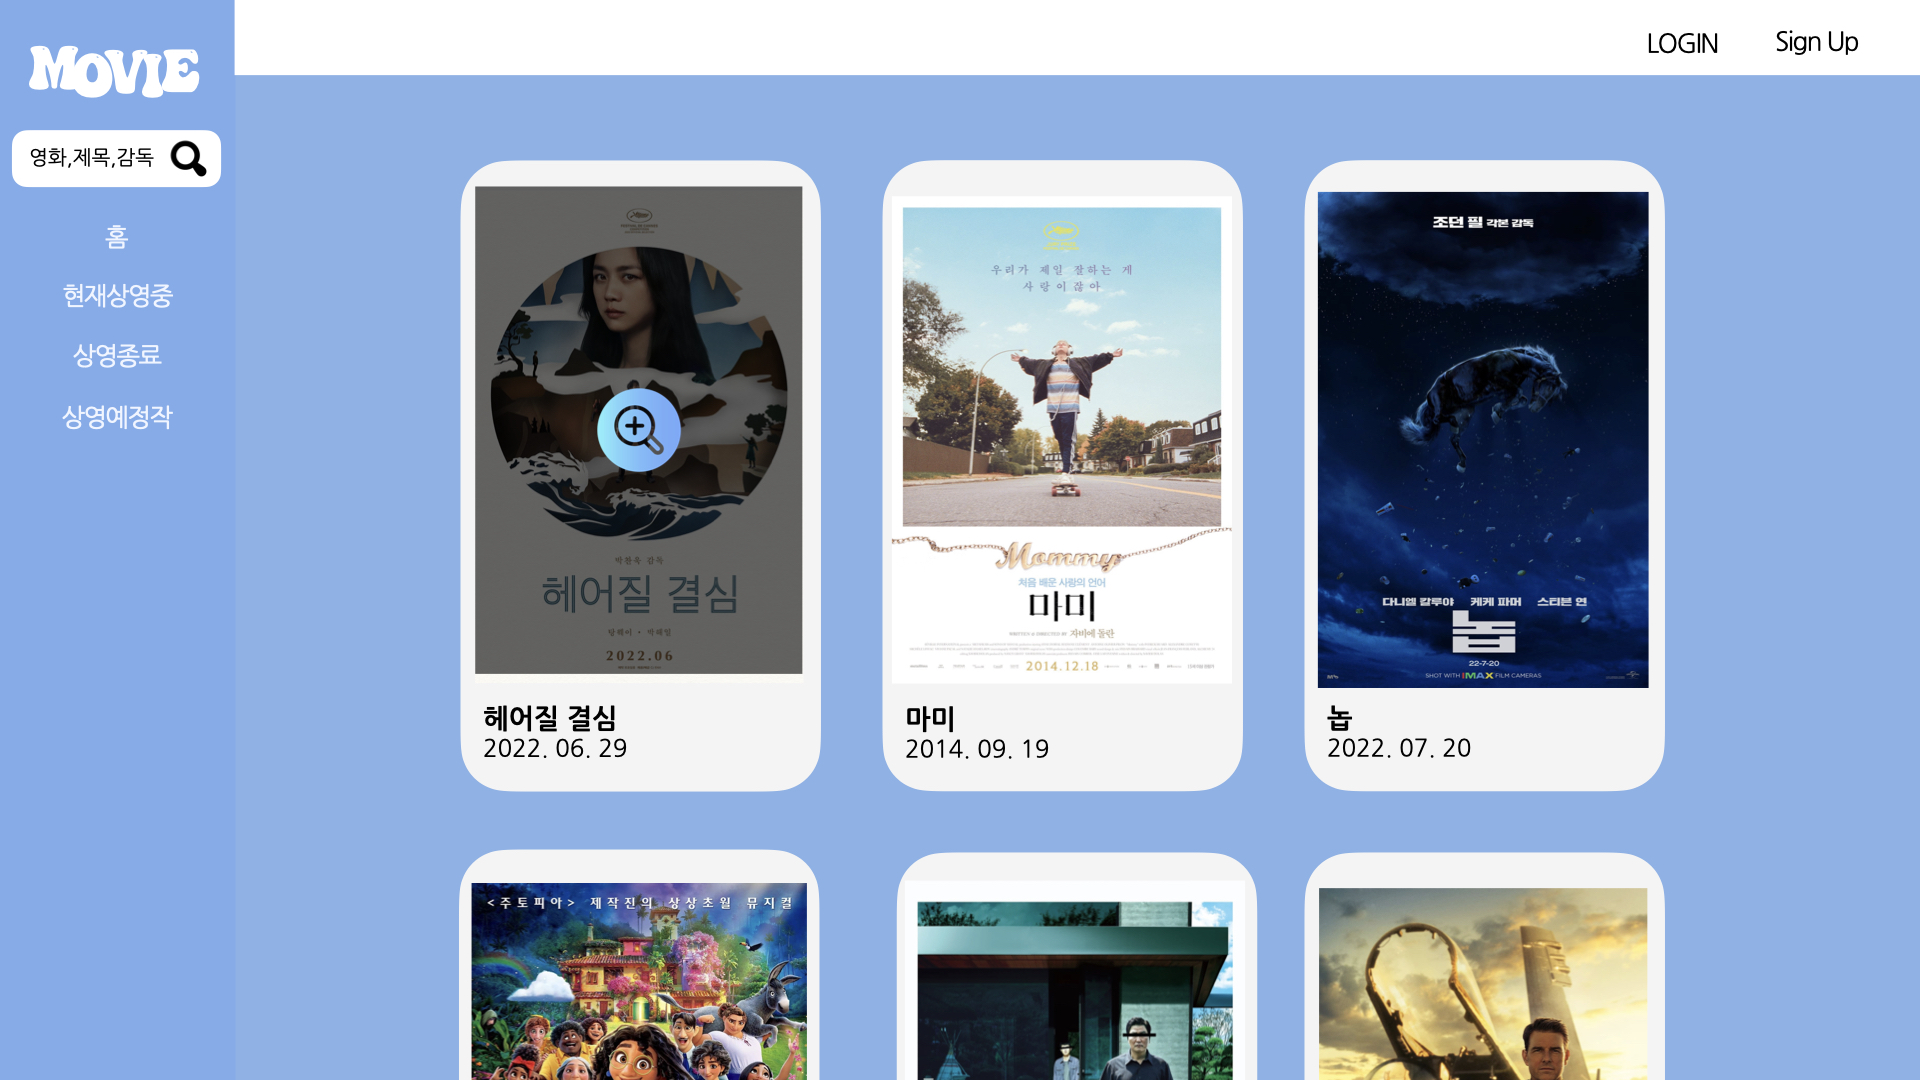 MOVIE
LOGIN
Sign Up
영화,제목,감독
홈
현재상영중
상영종료
상영예정작
박찬욱 감독
헤어질 결심
탕웨이 • 박해일
2022.06
헤어질 결심
2022. 06. 29
우리가 제일 잘하는 게
사랑이잖아
Mommy
처음 배운 사랑의 언어
마미
WRITTEN & DIRECTED BY 자비에 돌란
2014.12.18
마미
2014. 09. 19
조던 필 각본 감독
다니엘 칼루야 케케 파머 스티븐 연
놉
22-7-20
SHOT WITH IMAX FILM CAMERAS
놉
2022. 07. 20
<주토피아> 제작진의 상상초월 뮤지컬